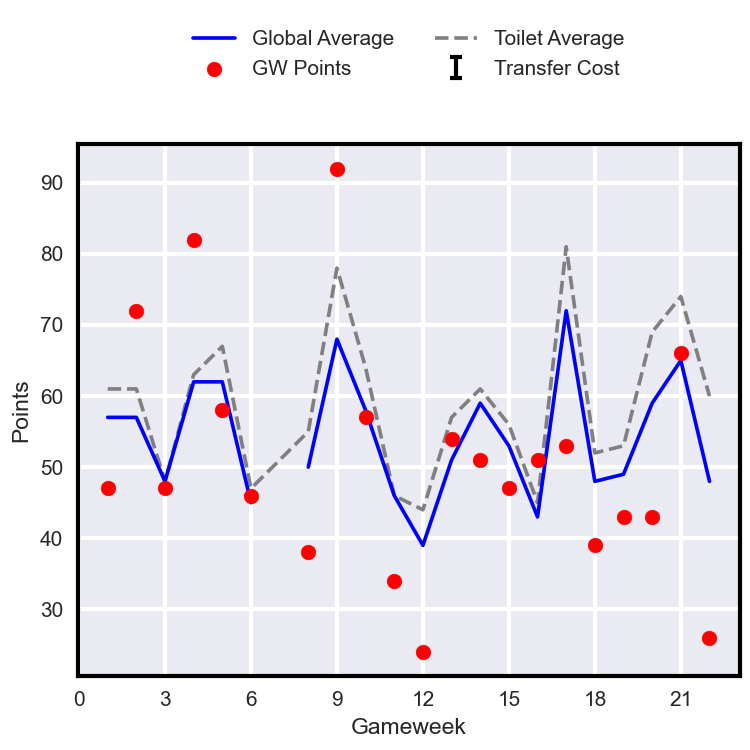 Global Average
Toilet Average
GW Points
Transfer Cost
90
80
70
60
50
40
30
Points
0 3 6 9 12 15 18 21
Gameweek